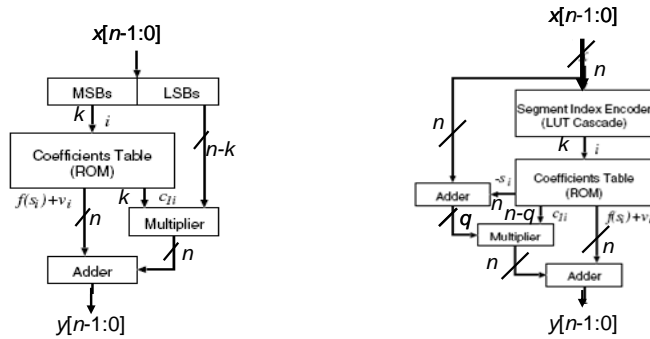 x[n-1:0]
MSBs LSBs
k i
n-k
Coefficients Table
(ROM)
f(si)+vi
n
k c1i
Multiplier
n
Adder
y[n-1:0]
x[n-1:0]
n
Segment Index Encoder
(LUT Cascade)
n
k i
Coefficients Table
(ROM)
-si
n
Adder
q
n-q c1i
f(si)+vi
Multiplier
n
n
Adder
y[n-1:0]